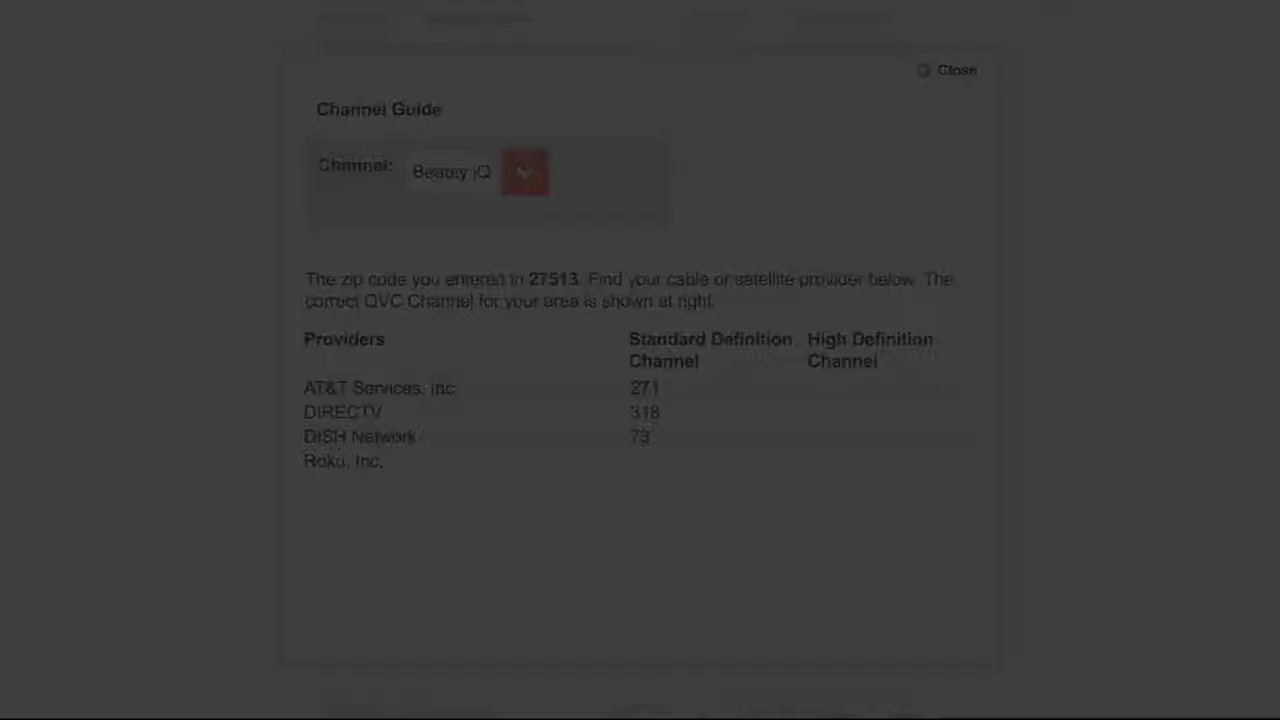 Close
Channel Guide
Channel:
Beauty iQ
The zip code you entered in 27513. Find your cable or satellite provider below. The
correct QVC Channel for your area is shown at right.
Providers
Standard Definition
Channel
High Definition
Channel
AT&T Services, Inc. 271
DIRECTV 318
DISH Network 73
Roku, Inc.